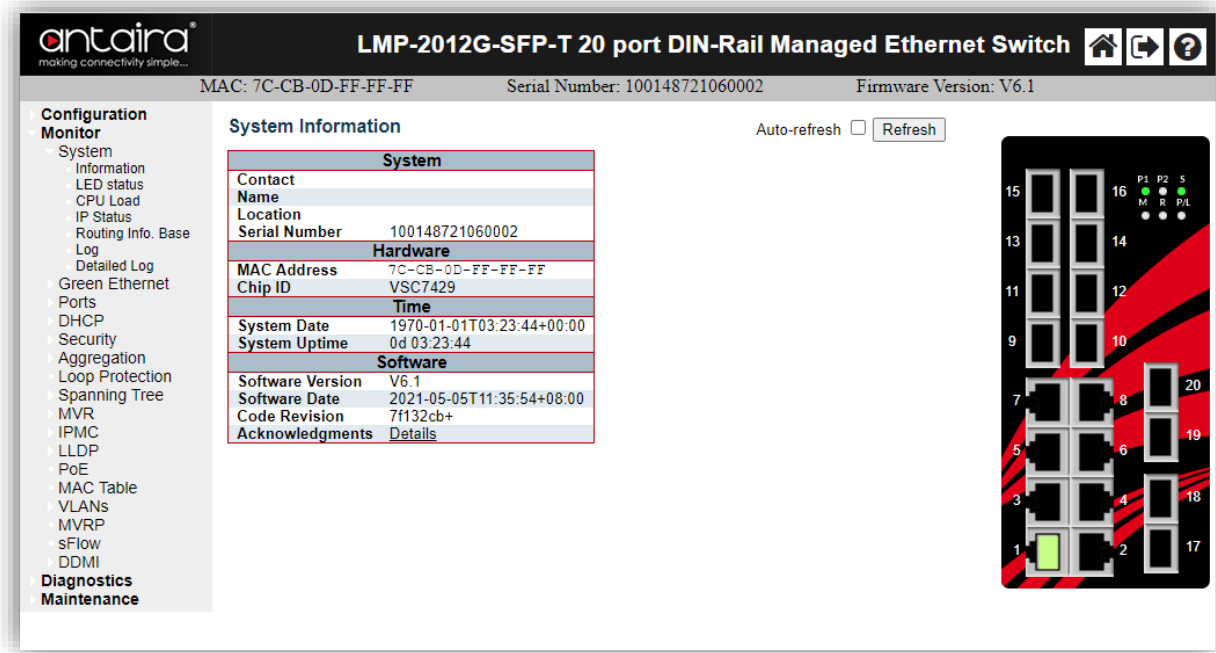 antaira®
making connectivity simple...
LMP-2012G-SFP-T 20 port DIN-Rail Managed Ethernet Switch
MAC: 7C-CB-0D-FF-FF-FF Serial Number: 100148721060002 Firmware Version: V6.1
Configuration
Monitor
System
Information
LED status
CPU Load
IP Status
Routing Info. Base
Log
Detailed Log
Green Ethernet
Ports
DHCP
Security
Aggregation
Loop Protection
Spanning Tree
MVR
IPMC
LLDP
PoE
MAC Table
VLANs
MVRP
sFlow
DDMI
Diagnostics
Maintenance
System Information
Auto-refresh Refresh
System
Contact
Name
Location
Serial Number 100148721060002
Hardware
MAC Address 7C-CB-0D-FF-FF-FF
Chip ID VSC7429
Time
System Date 1970-01-01T03:23:44+00:00
System Uptime 0d 03:23:44
Software
Software Version V6.1
Software Date 2021-05-05T11:35:54+08:00
Code Revision 7f132cb+
Acknowledgments Details
P1 P2 S
15 16
M R P/L
13 14
11 12
9 10
7 8 20
5 6 19
3 4 18
1 2 17